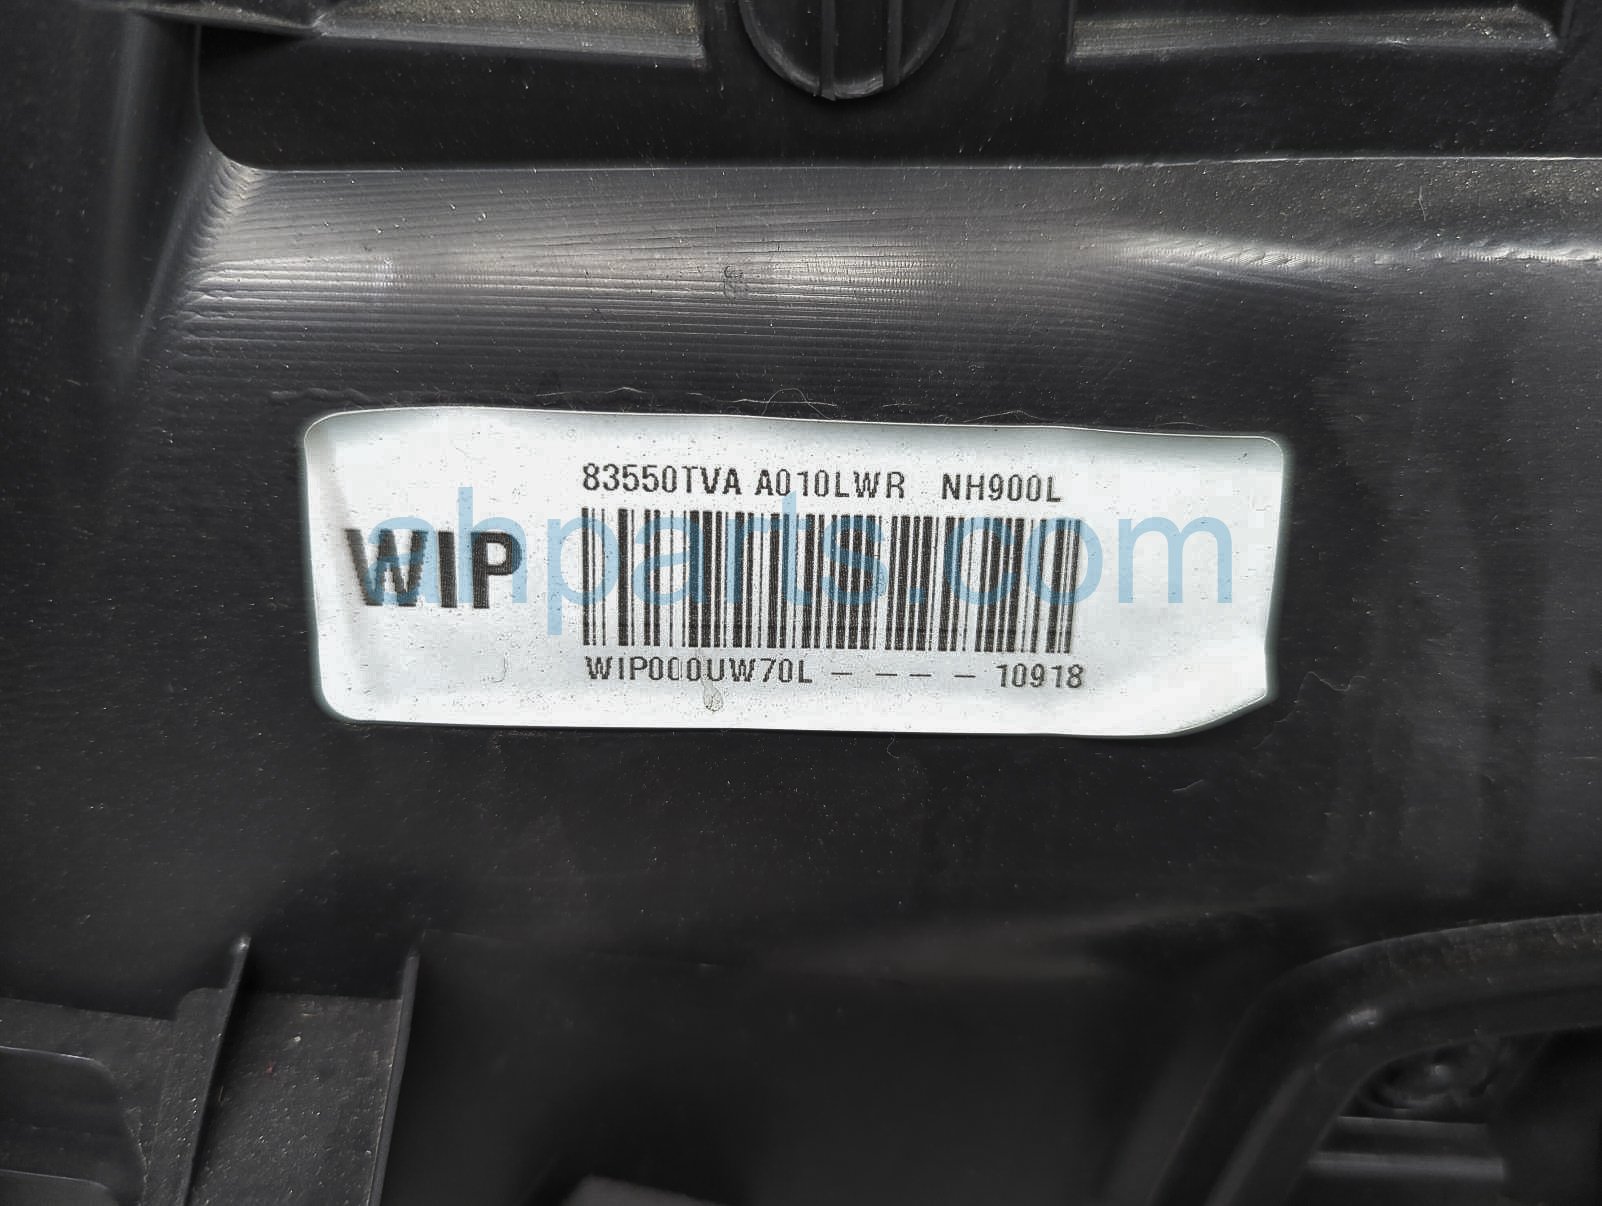 83550TVA A010LWR NH900L
WIP
WIP000UW70L - - - - 10918
ahparts.com